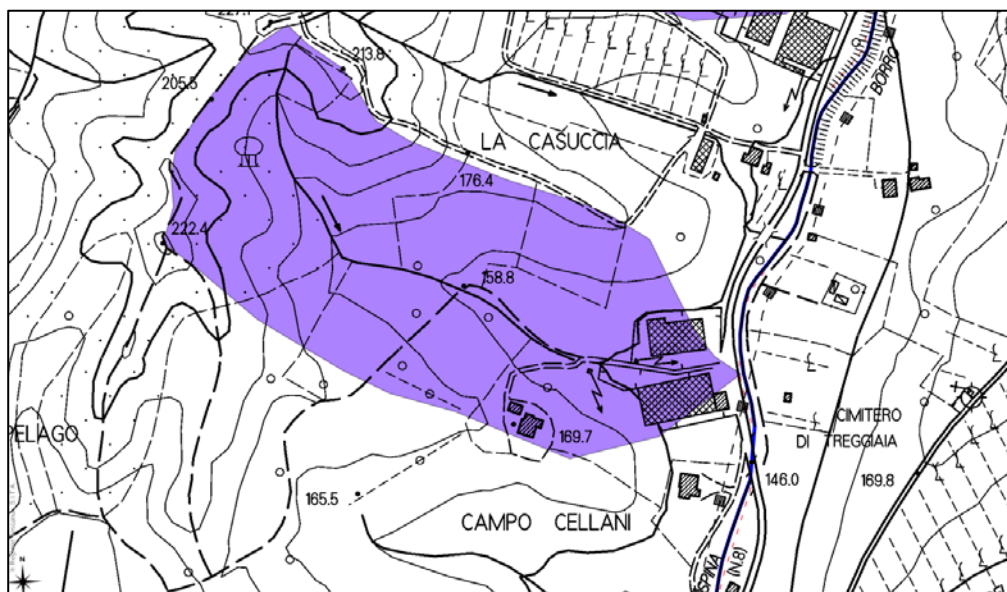 213.8
205.5
BORRO
LA CASUCCIA
176.4
222.4
158.8
CIMITERO
DI TREGGIAIA
PELAGO
169.7
146.0
169.8
165.5
CAMPO CELLANI
SPINA
(N.8)
N